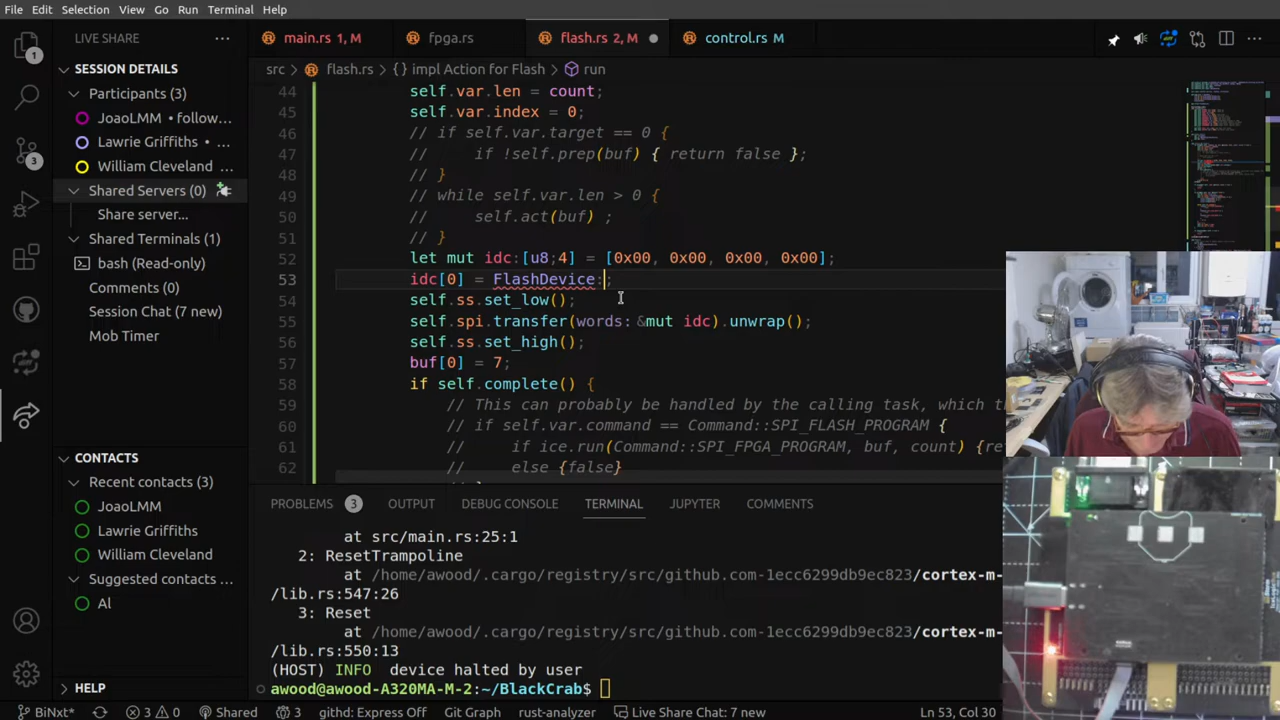 File Edit Selection View Go Run Terminal Help
LIVE SHARE
main.rs 1, M
fpga.rs
flash.rs 2, M
control.rs M
SESSION DETAILS
src > flash.rs > {} impl Action for Flash > run
Participants (3)
JoaoLMM • follow...
Lawrie Griffiths • ...
William Cleveland ...
Shared Servers (0)
Share server...
Shared Terminals (1)
bash (Read-only)
Comments (0)
Session Chat (7 new)
Mob Timer
CONTACTS
Recent contacts (3)
JoaoLMM
Lawrie Griffiths
William Cleveland
Suggested contacts ...
Al
HELP
1
3
44 self.var.len = count;
45 self.var.index = 0;
46 // if self.var.target == 0 {
47 // if !self.prep(buf) { return false };
48 // }
49 // while self.var.len > 0 {
50 // self.act(buf) ;
51 // }
52 let mut idc:[u8;4] = [0x00, 0x00, 0x00, 0x00];
53 idc[0] = FlashDevice:;
54 self.ss.set_low();
55 self.spi.transfer(words: &mut idc).unwrap();
56 self.ss.set_high();
57 buf[0] = 7;
58 if self.complete() {
59 // This can probably be handled by the calling task, which t
60 // if self.var.command == Command::SPI_FLASH_PROGRAM {
61 // if ice.run(Command::SPI_FPGA_PROGRAM, buf, count) {re
62 // else {false}
PROBLEMS 3 OUTPUT DEBUG CONSOLE TERMINAL JUPYTER COMMENTS
at src/main.rs:25:1
2: ResetTrampoline
at /home/awood/.cargo/registry/src/github.com-1ecc6299db9ec823/cortex-m-
/lib.rs:547:26
3: Reset
at /home/awood/.cargo/registry/src/github.com-1ecc6299db9ec823/cortex-m-
/lib.rs:550:13
(HOST) INFO device halted by user
awood@awood-A320MA-M-2:~/BlackCrab$
BiNxt* 3 0 Shared 3 githd: Express Off Git Graph rust-analyzer Live Share Chat: 7 new Ln 53, Col 30